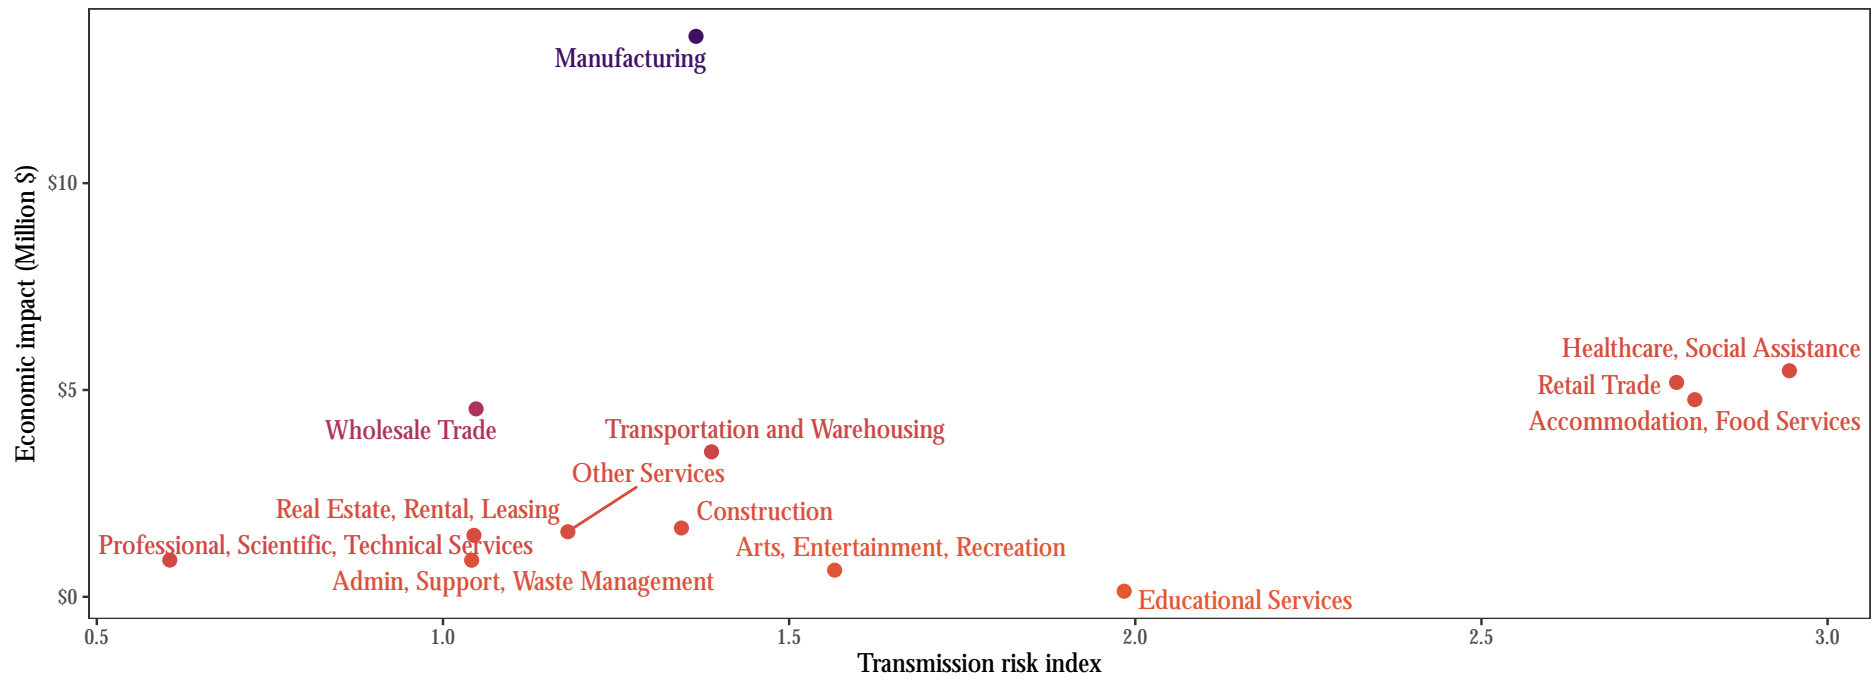 Manufacturing
Economic impact (Million $)
$10
Healthcare, Social Assistance
Retail Trade
$5
Accommodation, Food Services
Wholesale Trade
Transportation and Warehousing
Other Services
Real Estate, Rental, Leasing
Construction
Professional, Scientific, Technical Services
Arts, Entertainment, Recreation
Admin, Support, Waste Management
$0
Educational Services
0.5 1.0 1.5 2.0 2.5 3.0
Transmission risk index